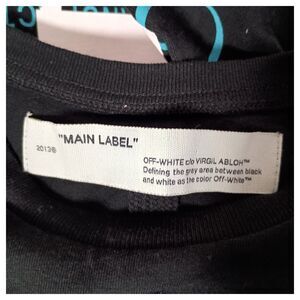 "MAIN LABEL"
2013®
OFF-WHITE c/o VIRGIL ABLOH™
Defining the grey area between black
and white as the color Off-White™